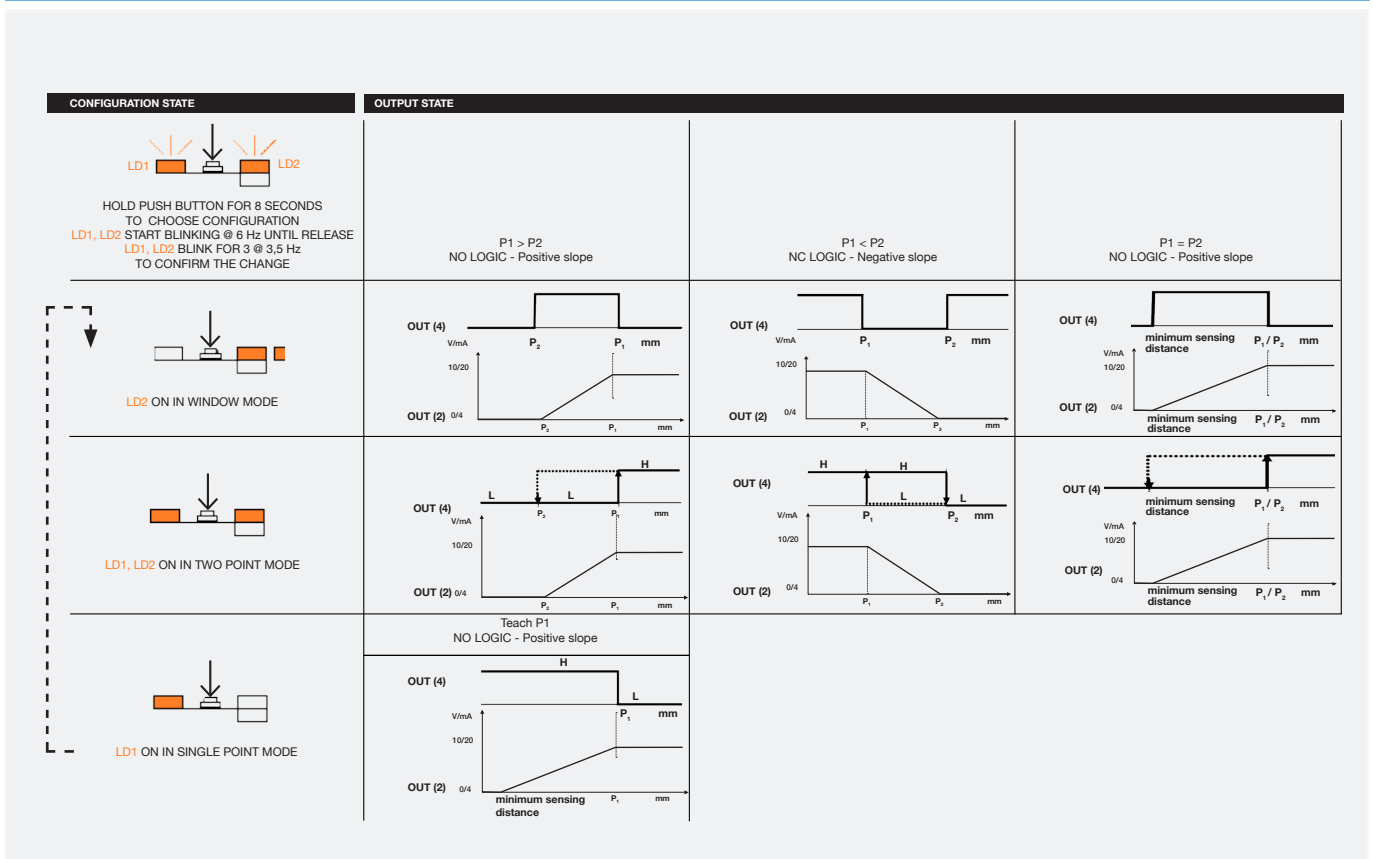 CONFIGURATION STATE
OUTPUT STATE
LD1
LD2
HOLD PUSH BUTTON FOR 8 SECONDS
TO CHOOSE CONFIGURATION
LD1, LD2 START BLINKING @ 6 Hz UNTIL RELEASE
LD1, LD2 BLINK FOR 3 @ 3,5 Hz
TO CONFIRM THE CHANGE
P1 > P2
NO LOGIC - Positive slope
P1 < P2
NC LOGIC - Negative slope
P1 = P2
NO LOGIC - Positive slope
LD2 ON IN WINDOW MODE
OUT (4)
P2 P1 mm
V/mA
10/20
OUT (2) 0/4
P2 P1 mm
OUT (4)
P1 P2 mm
V/mA
10/20
OUT (2) 0/4
P1 P2 mm
OUT (4)
minimum sensing P1 / P2 mm
distance
V/mA
10/20
OUT (2) 0/4
minimum sensing P1 / P2 mm
distance
LD1, LD2 ON IN TWO POINT MODE
H
L L
OUT (4)
P2 P1 mm
V/mA
10/20
OUT (2) 0/4
P2 P1 mm
H H
OUT (4)
L L
P1 P2 mm
V/mA
10/20
OUT (2) 0/4
P1 P2 mm
OUT (4)
minimum sensing P1 / P2 mm
distance
V/mA
10/20
OUT (2)
0/4
minimum sensing P1 / P2 mm
distance
LD1 ON IN SINGLE POINT MODE
Teach P1
NO LOGIC - Positive slope
H
OUT (4)
L
P1 mm
V/mA
10/20
OUT (2) 0/4
minimum sensing P1 mm
distance